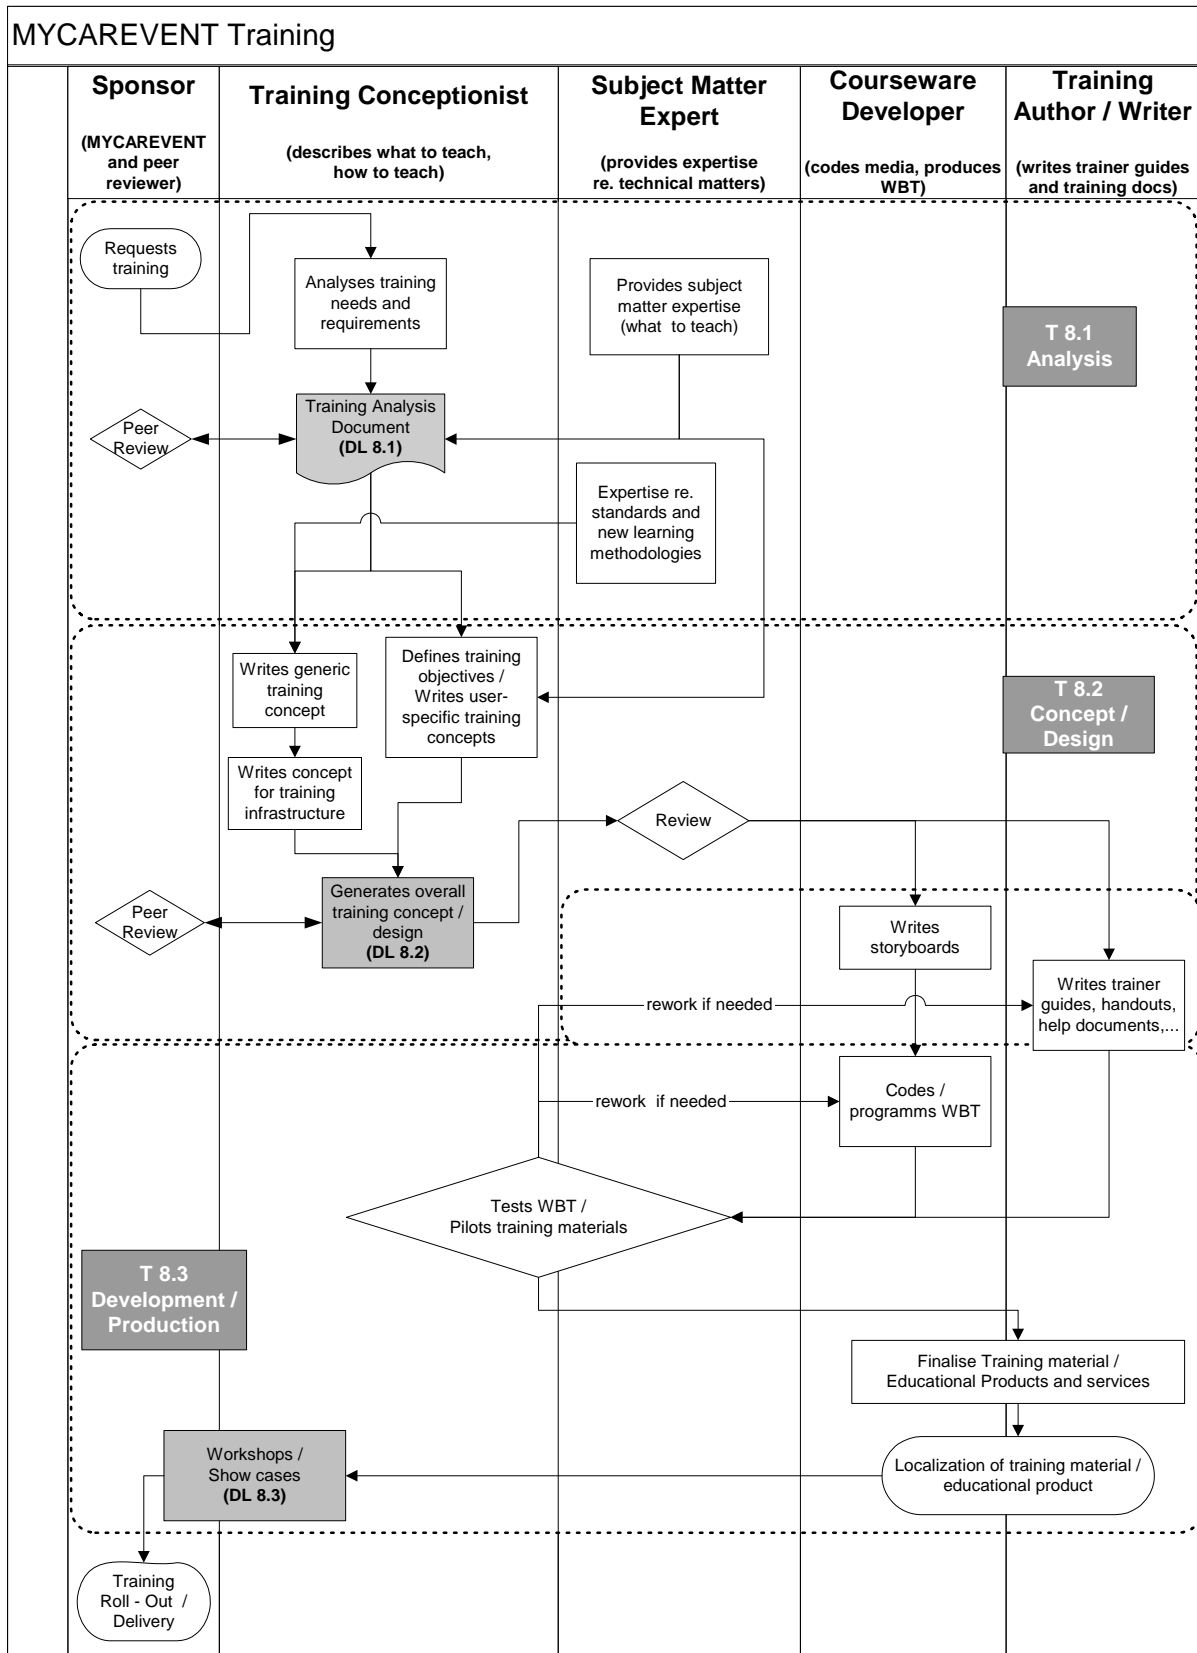 MYCAREVENT Training
Sponsor
(MYCAREVENT
and peer
reviewer)
Training Conceptionist
(describes what to teach,
how to teach)
Subject Matter
Expert
(provides expertise
re. technical matters)
Courseware
Developer
(codes media, produces
WBT)
Training
Author / Writer
(writes trainer guides
and training docs)
Requests
training
Analyses training
needs and
requirements
Provides subject
matter expertise
(what  to teach)
T 8.1
Analysis
Peer
Review
Training Analysis
Document
(DL 8.1)
Expertise re.
standards and
new learning
methodologies
Writes generic
training
concept
Defines training
objectives /
Writes user-
specific training
concepts
T 8.2
Concept /
Design
Writes concept
for training
infrastructure
Review
Peer
Review
Generates overall
training concept /
design
(DL 8.2)
Writes
storyboards
rework if needed
Writes trainer
guides, handouts,
help documents,...
rework  if needed
Codes /
programms WBT
Tests WBT /
Pilots training materials
T 8.3
Development /
Production
Finalise Training material /
Educational Products and services
Workshops /
Show cases
(DL 8.3)
Localization of training material /
educational product
Training
Roll - Out  /
Delivery